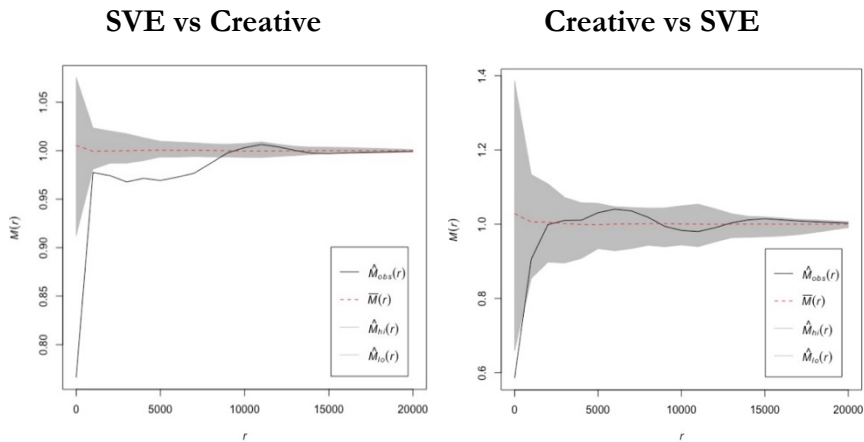 SVE vs Creative
Creative vs SVE
M(r)
1.05
1.00
0.95
0.90
0.85
0.80
0
5000
10000
15000
20000
r
M̂obs(r)
M̄(r)
M̂hi(r)
M̂lo(r)
M(r)
1.4
1.2
1.0
0.8
0.6
0
5000
10000
15000
20000
r
M̂obs(r)
M̄(r)
M̂hi(r)
M̂lo(r)